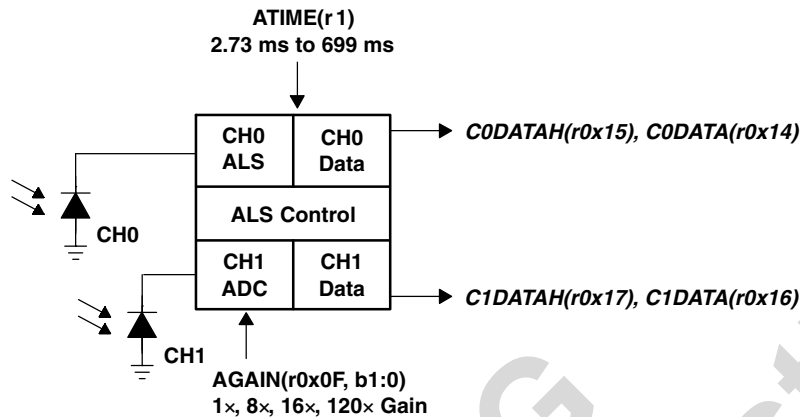 ATIME(r 1)
2.73 ms to 699 ms
CH0
ALS
CH0
Data
C0DATAH(r0x15), C0DATA(r0x14)
ALS Control
CH0
CH1
ADC
CH1
Data
C1DATAH(r0x17), C1DATA(r0x16)
CH1
AGAIN(r0x0F, b1:0)
1×, 8×, 16×, 120× Gain